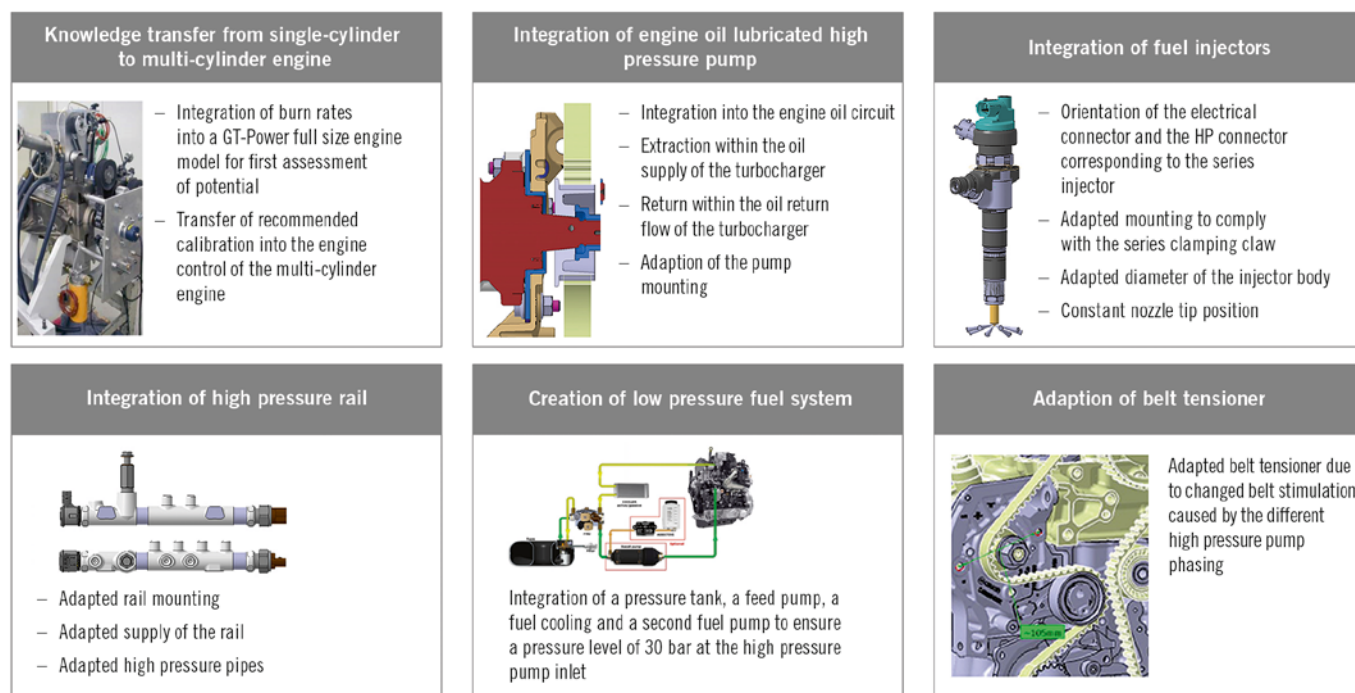 Knowledge transfer from single-cylinder
to multi-cylinder engine
– Integration of burn rates
into a GT-Power full size engine
model for first assessment
of potential
– Transfer of recommended
calibration into the engine
control of the multi-cylinder
engine
Integration of engine oil lubricated high
pressure pump
– Integration into the engine oil circuit
– Extraction within the oil
supply of the turbocharger
– Return within the oil return
flow of the turbocharger
– Adaption of the pump
mounting
Integration of fuel injectors
– Orientation of the electrical
connector and the HP connector
corresponding to the series
injector
– Adapted mounting to comply
with the series clamping claw
– Adapted diameter of the injector body
– Constant nozzle tip position
Integration of high pressure rail
– Adapted rail mounting
– Adapted supply of the rail
– Adapted high pressure pipes
Creation of low pressure fuel system
Integration of a pressure tank, a feed pump, a
fuel cooling and a second fuel pump to ensure
a pressure level of 30 bar at the high pressure
pump inlet
Adaption of belt tensioner
~105mm
Adapted belt tensioner due
to changed belt stimulation
caused by the different
high pressure pump
phasing